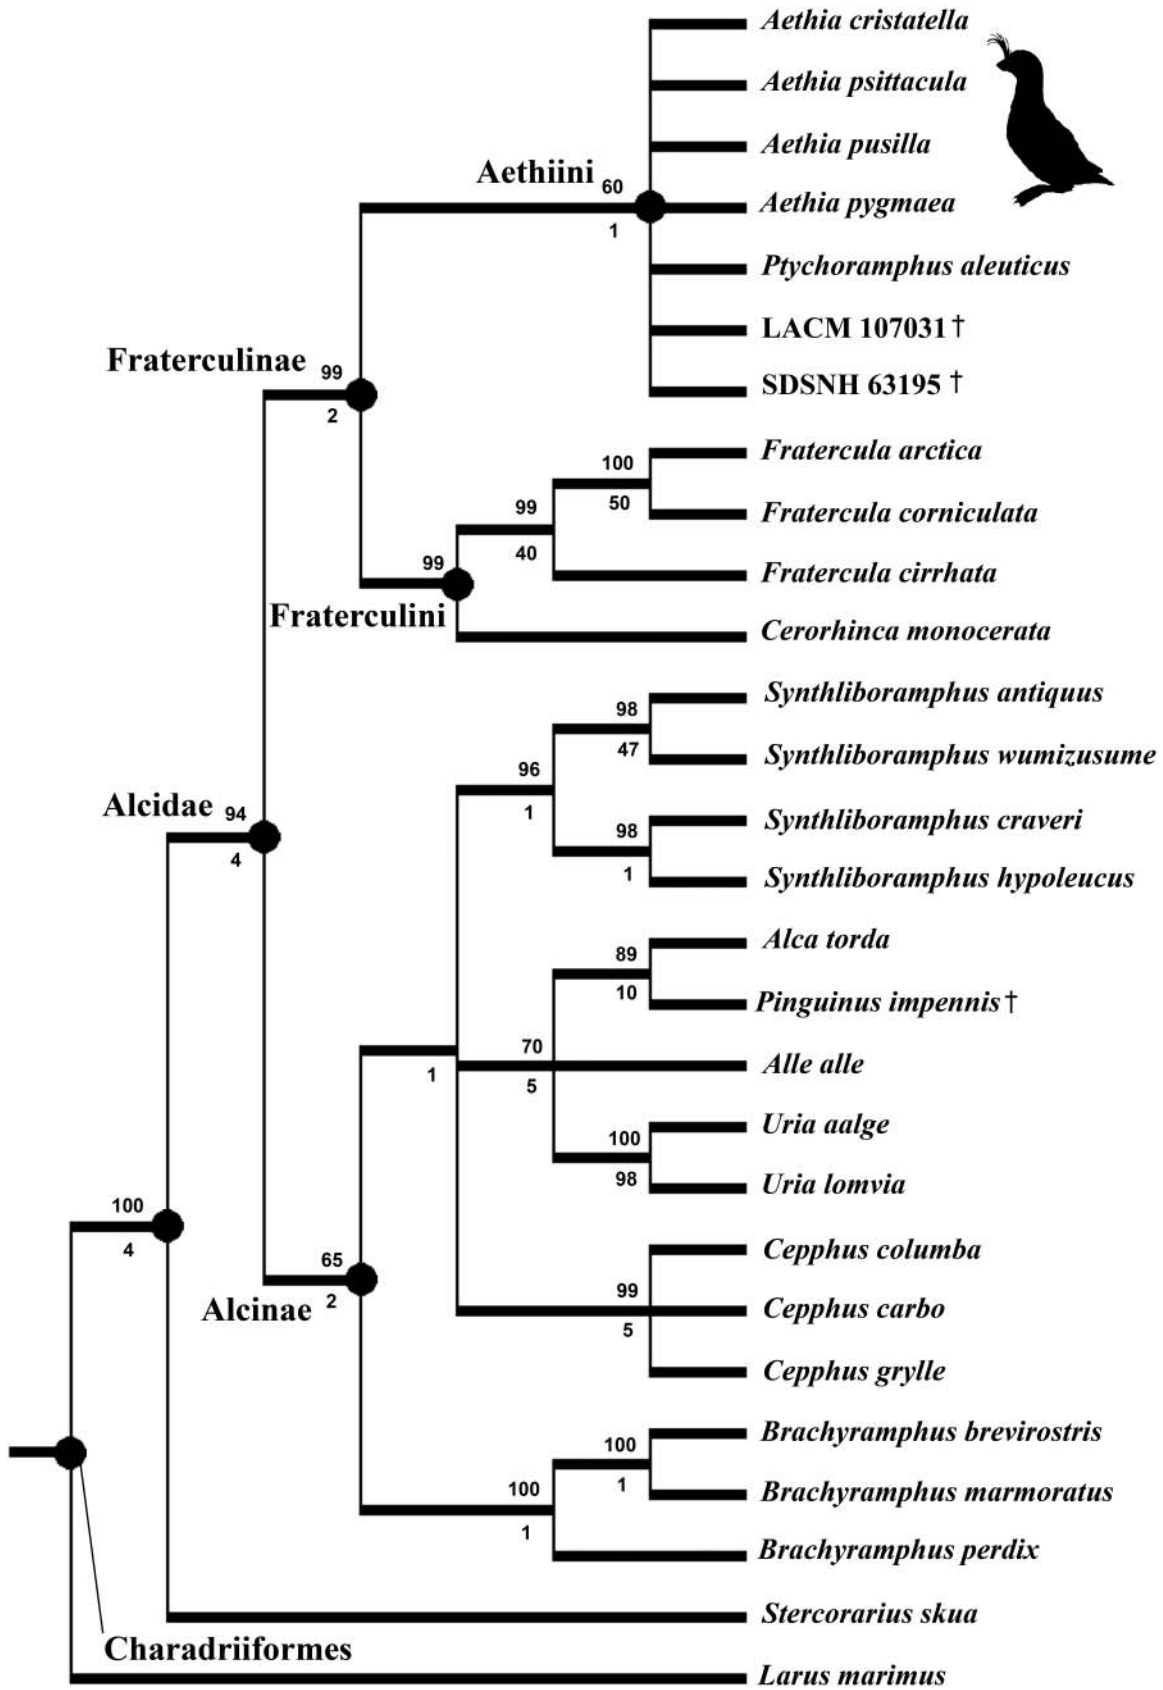 Aethia cristatella
Aethia psittacula
Aethia pusilla
Aethiini 60
Aethia pygmaea
1
Ptychoramphus aleuticus
LACM 107031†
Fraterculinae 99
SDSNH 63195 †
2
Fratercula arctica
100
50
Fratercula corniculata
99
40
Fratercula cirrhata
99
Fraterculini
Cerorhinca monocerata
Synthliboramphus antiquus
98
47
Synthliboramphus wumizusume
96
1
Alcidae 94
Synthliboramphus craveri
98
4
1
Synthliboramphus hypoleucus
Alca torda
89
10
Pinguinus impennis†
70
1
5
Alle alle
Uria aalge
100
98
Uria lomvia
100
4
Cepphus columba
65
99
Alcinae 2
Cepphus carbo
5
Cepphus grylle
Brachyramphus brevirostris
100
1
100
Brachyramphus marmoratus
1
Brachyramphus perdix
Stercorarius skua
Charadriiformes
Larus marimus